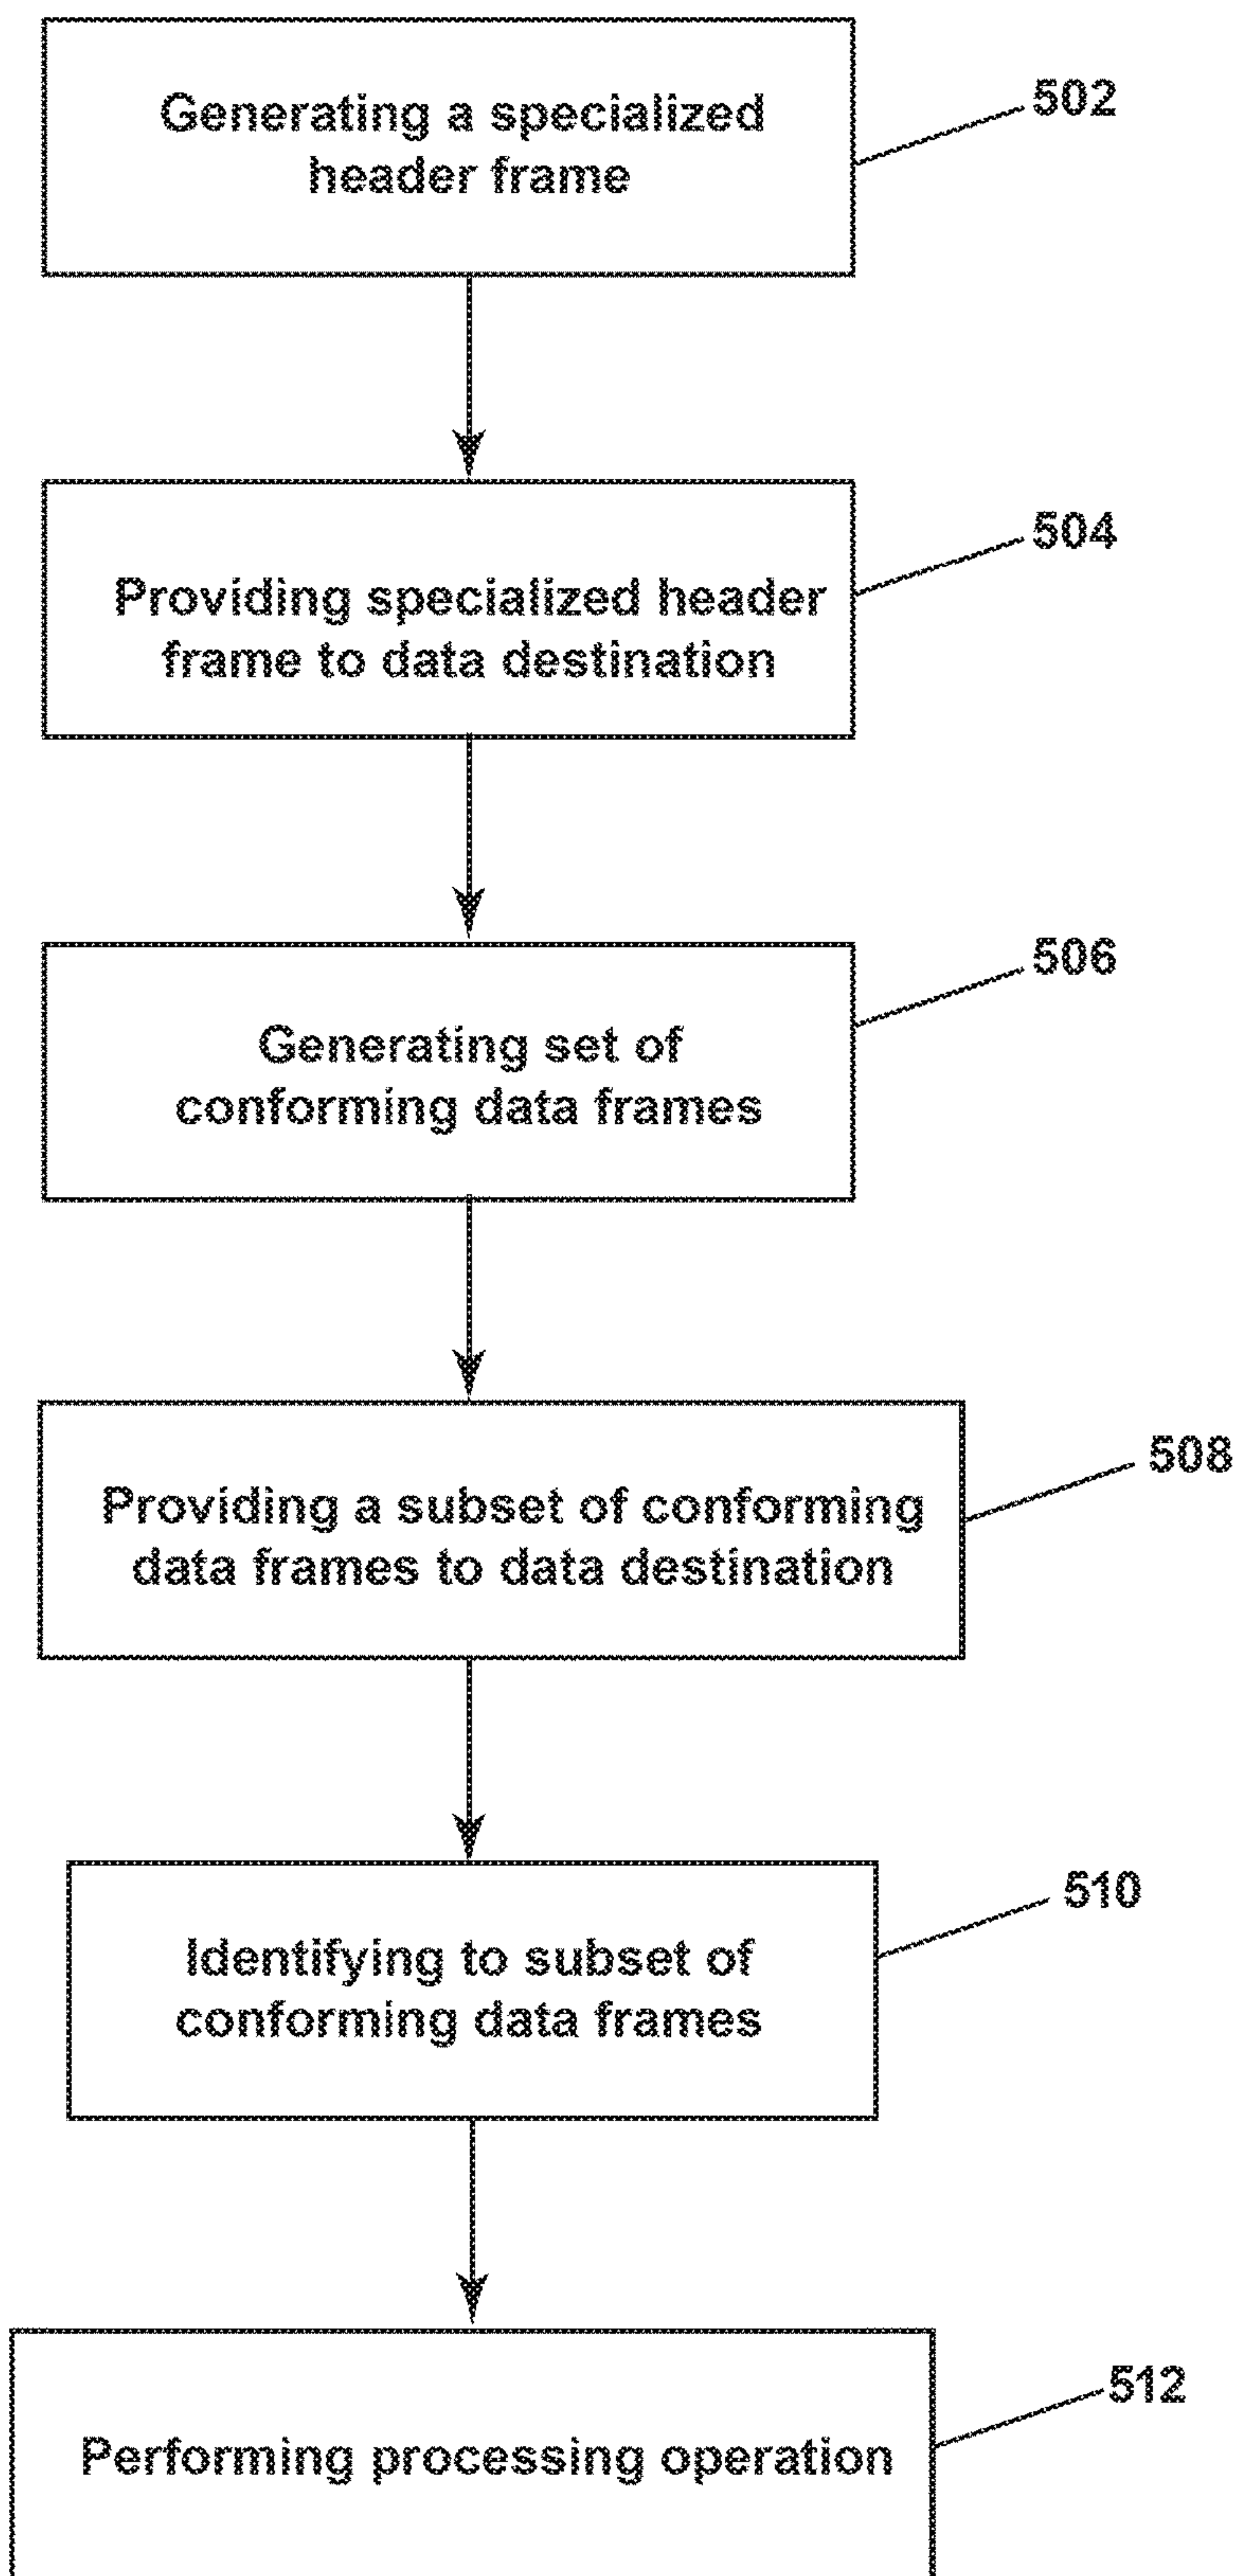 Generating a specialized
header frame
502
Providing specialized header
frame to data destination
504
Generating set of
conforming data frames
506
Providing a subset of conforming
data frames to data destination
508
Identifying to subset of
conforming data frames
510
Performing processing operation
512